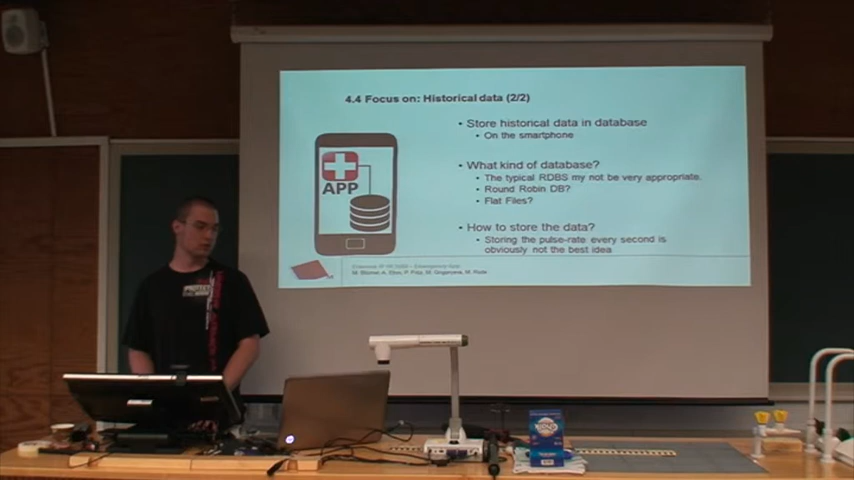 4.4 Focus on: Historical data (2/2)
• Store historical data in database
• On the smartphone
• What kind of database?
• The typical RDBS my not be very appropriate.
• Round Robin DB?
• Flat Files?
• How to store the data?
• Storing the pulse-rate every second is
obviously not the best idea
APP
PROTECT